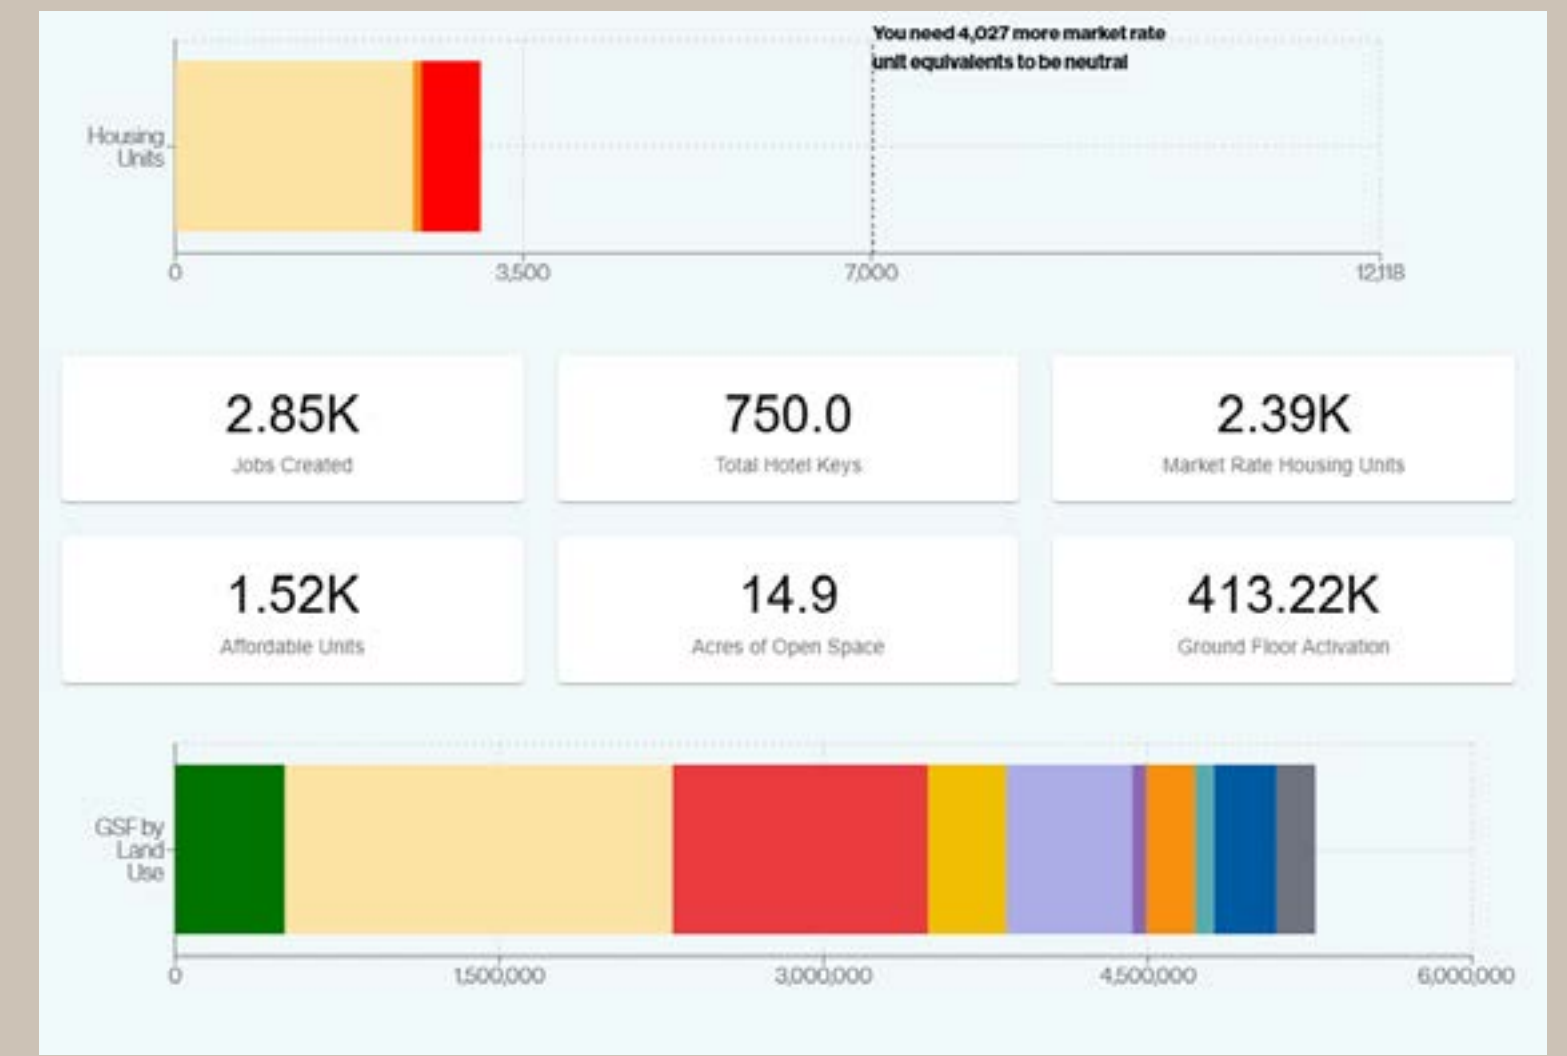 You need 4,027 more market rate
unit equivalents to be neutral
Housing
Units
0
3,500
7,000
12,118
2.85K
Jobs Created
750.0
Total Hotel Keys
2.39K
Market Rate Housing Units
1.52K
Affordable Units
14.9
Acres of Open Space
413.22K
Ground Floor Activation
GSF by
Land
Use
0
1,500,000
3,000,000
4,500,000
6,000,000